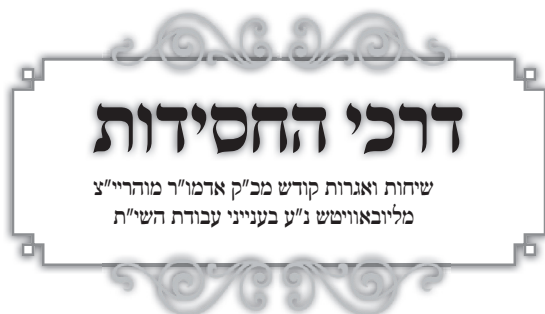 דרכי החסידות
שיחות ואגרות קודש מכ"ק אדמו"ר מוהריי"צ
מליובאוויטש נ"ע בענייני עבודת השי"ת